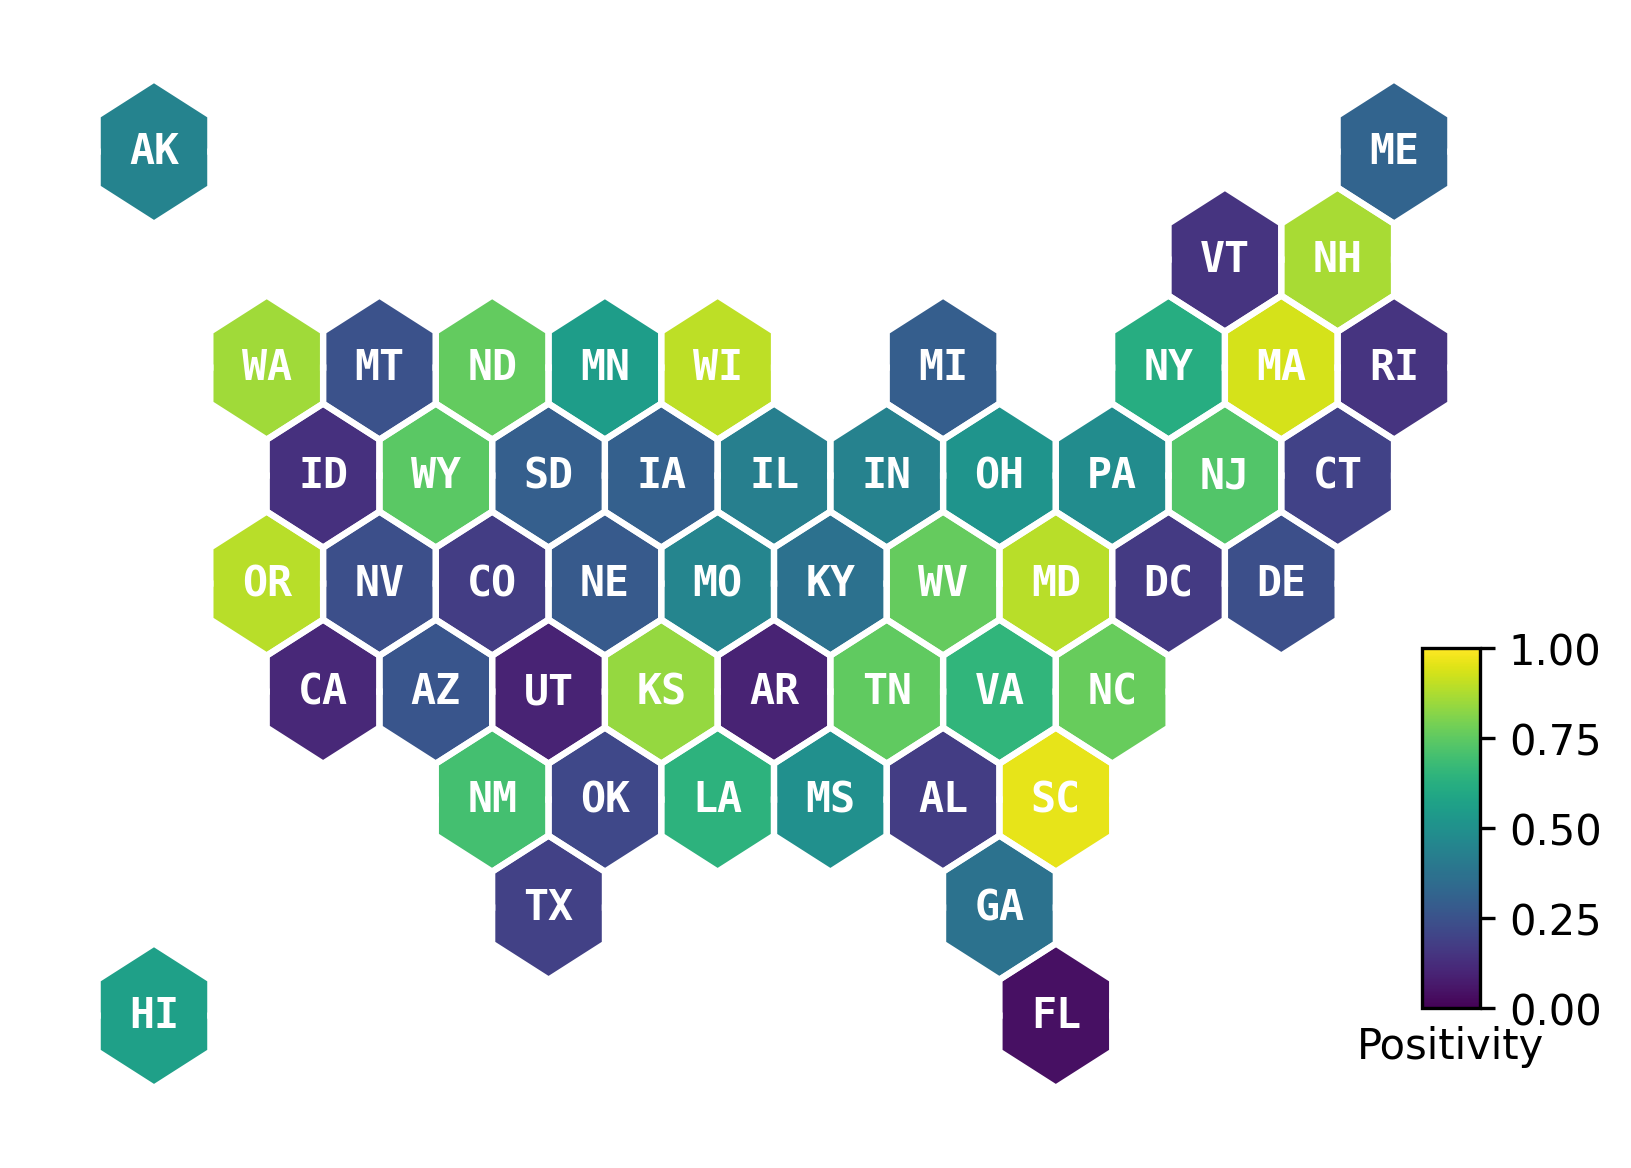 AK ME
VT NH
WA MT ND MN WI MI NY MA RI
ID WY SD IA IL IN OH PA NJ CT
OR NV CO NE MO KY WV MD DC DE
CA AZ UT KS AR TN VA NC
NM OK LA MS AL SC
TX GA
HI FL
1.00
0.75
0.50
0.25
0.00
Positivity